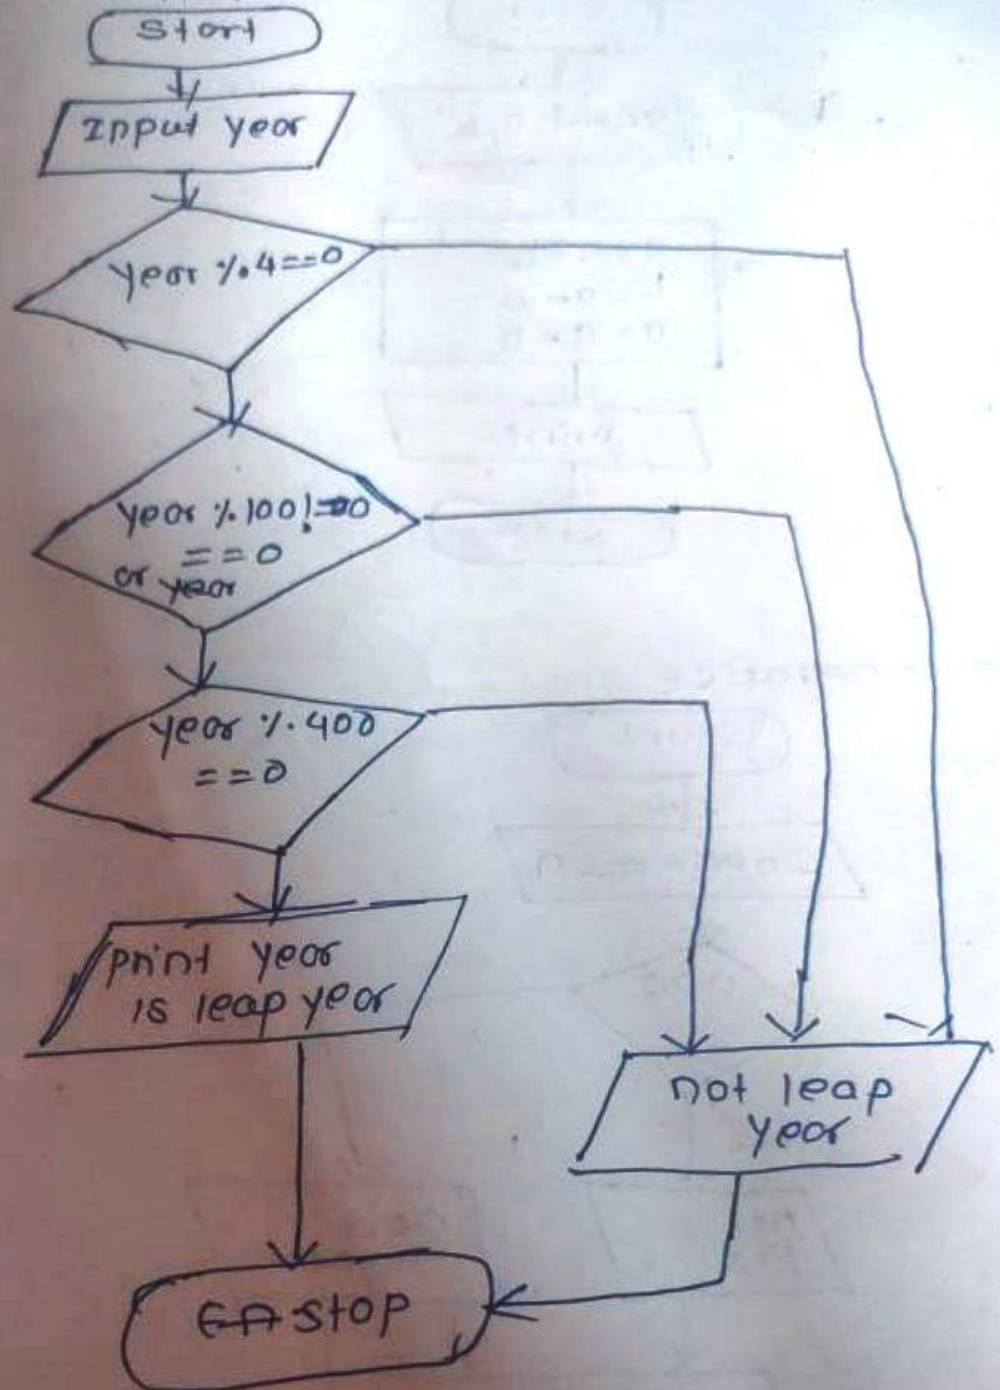 Start
Input year
year %.4==0
year %.100!=00
==0
or year
year %.400
==0
print year
is leap year
not leap
year
stop